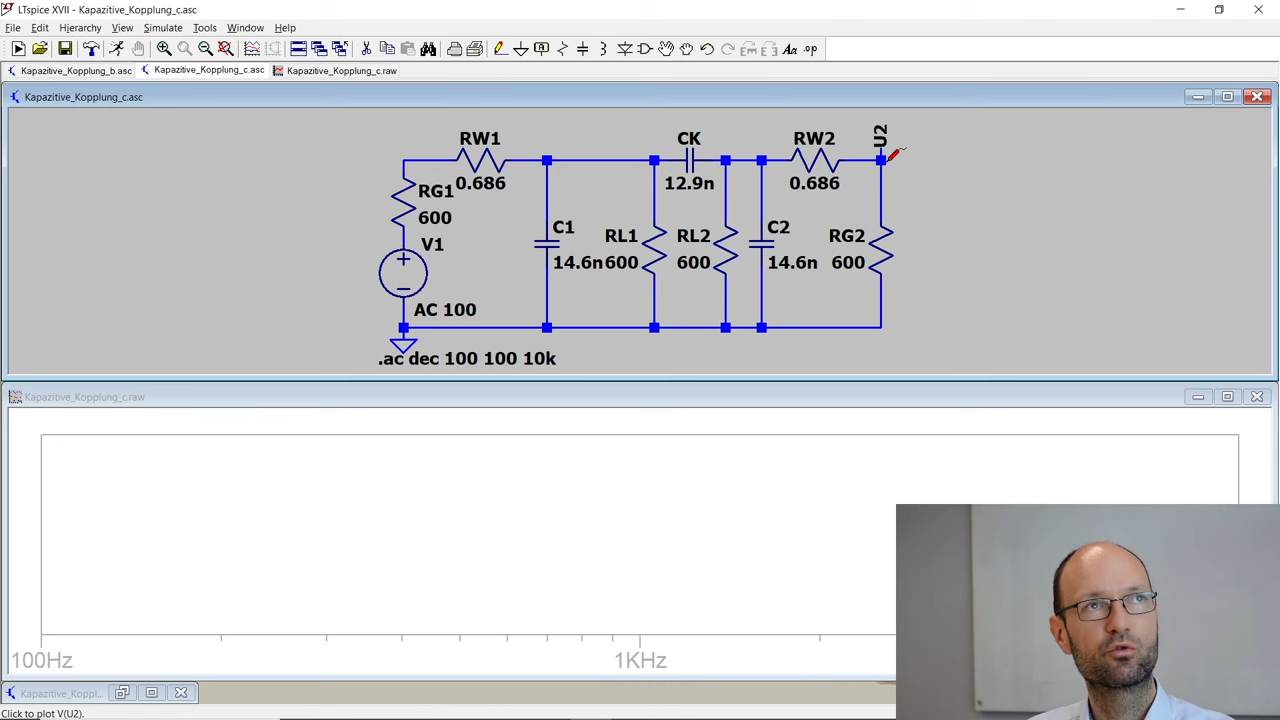 LTspice XVII - Kapazitive_Kopplung_c.asc
File Edit Hierarchy View Simulate Tools Options Window Help
Kapazitive_Kopplung_b.asc Kapazitive_Kopplung_c.asc Kapazitive_Kopplung_c.raw
Kapazitive_Kopplung_c.asc
U2
RW1 CK RW2
0.686 12.9n 0.686
RG1
600
C1 RL1 RL2 C2 RG2
14.6n 600 600 14.6n 600
V1
AC 100
.ac dec 100 100 10k
Kapazitive_Kopplung_c.raw
100Hz 1KHz
Kapazitive_Koppl...
Click to plot V(U2).